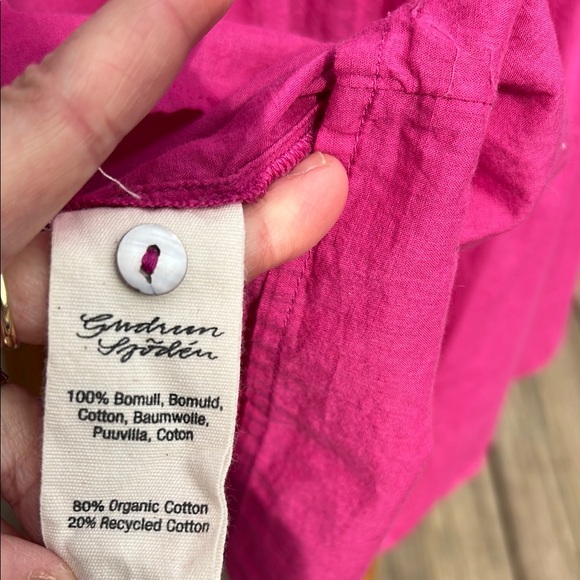 Gudrun
Sjödén
100% Bomull, Bomuld,
Cotton, Baumwolle,
Puuvilla, Coton
80% Organic Cotton
20% Recycled Cotton